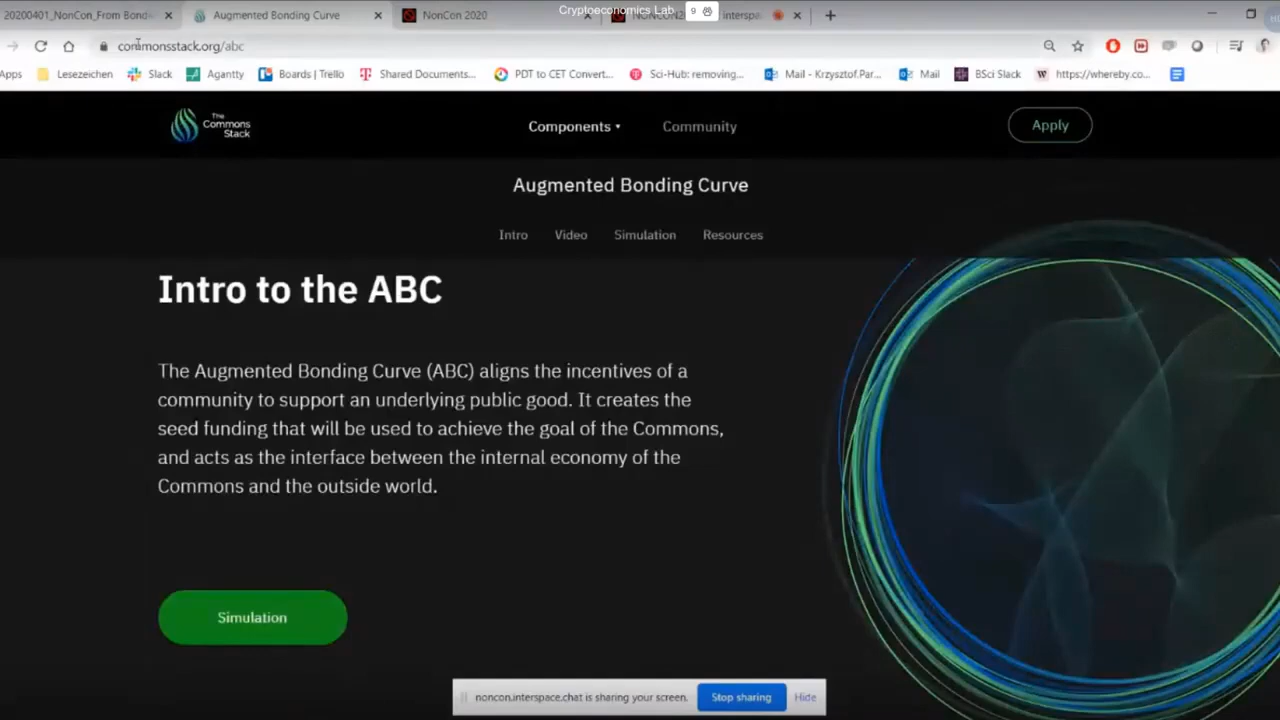 Cryptoeconomics Lab 9
20200401_NonCon_From Bond
Augmented Bonding Curve
NonCon 2020
interspa
commonsstack.org/abc
Apps
Lesezeichen
Slack
Agantty
Boards | Trello
Shared Documents...
PDT to CET Convert...
Sci-Hub: removing...
Mail - Krzysztof.Par...
Mail
BSci Slack
https://whereby.co...
The
Commons
Stack
Components
Community
Apply
Augmented Bonding Curve
Intro
Video
Simulation
Resources
Intro to the ABC
The Augmented Bonding Curve (ABC) aligns the incentives of a
community to support an underlying public good. It creates the
seed funding that will be used to achieve the goal of the Commons,
and acts as the interface between the internal economy of the
Commons and the outside world.
Simulation
noncon.interspace.chat is sharing your screen.
Stop sharing
Hide